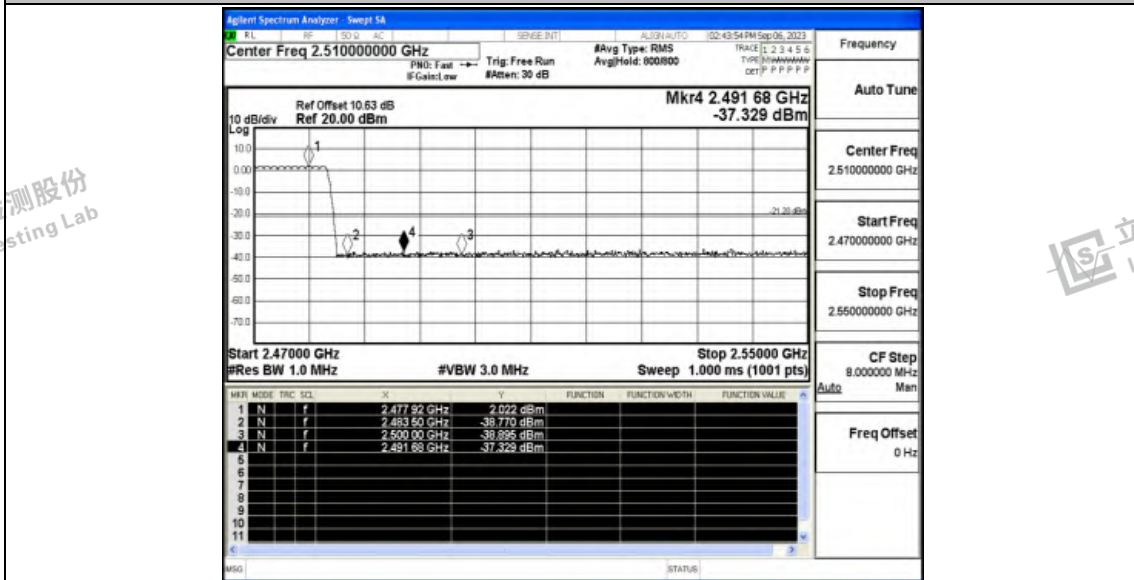 Agilent Spectrum Analyzer - Swept SA
RL RF 50 Ω AC SENSE:INT ALIGN AUTO 02:43:54 PM Sep 06, 2023
Center Freq 2.510000000 GHz
PNO: Fast
IFGain:Low
Trig: Free Run
#Atten: 30 dB
#Avg Type: RMS
Avg|Hold: 800/800
TRACE 1 2 3 4 5 6
TYPE
DET P P P P P P
Mkr4 2.491 68 GHz
-37.329 dBm
Ref Offset 10.63 dB
10 dB/div Ref 20.00 dBm
Log
10.0
0.00
-10.0
-20.0
-30.0
-40.0
-50.0
-60.0
-70.0
1
2
4
3
-21.20 dBm
Start 2.47000 GHz Stop 2.55000 GHz
#Res BW 1.0 MHz #VBW 3.0 MHz Sweep 1.000 ms (1001 pts)
MKR MODE TRC SCL X Y FUNCTION FUNCTION WIDTH FUNCTION VALUE
1 N f 2.477 92 GHz 2.022 dBm
2 N f 2.483 50 GHz -38.770 dBm
3 N f 2.500 00 GHz -38.895 dBm
4 N f 2.491 68 GHz -37.329 dBm
5
6
7
8
9
10
11
MSG STATUS
Frequency
Auto Tune
Center Freq
2.510000000 GHz
Start Freq
2.470000000 GHz
Stop Freq
2.550000000 GHz
CF Step
8.000000 MHz
Auto Man
Freq Offset
0 Hz
测股份
esting Lab
立